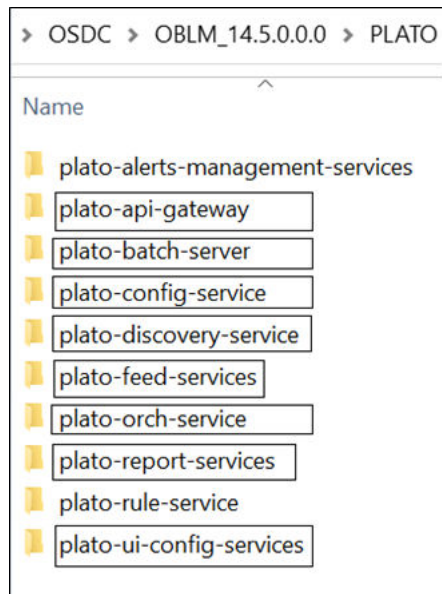 > OSDC > OBLM_14.5.0.0.0 > PLATO
Name
plato-alerts-management-services
plato-api-gateway
plato-batch-server
plato-config-service
plato-discovery-service
plato-feed-services
plato-orch-service
plato-report-services
plato-rule-service
plato-ui-config-services